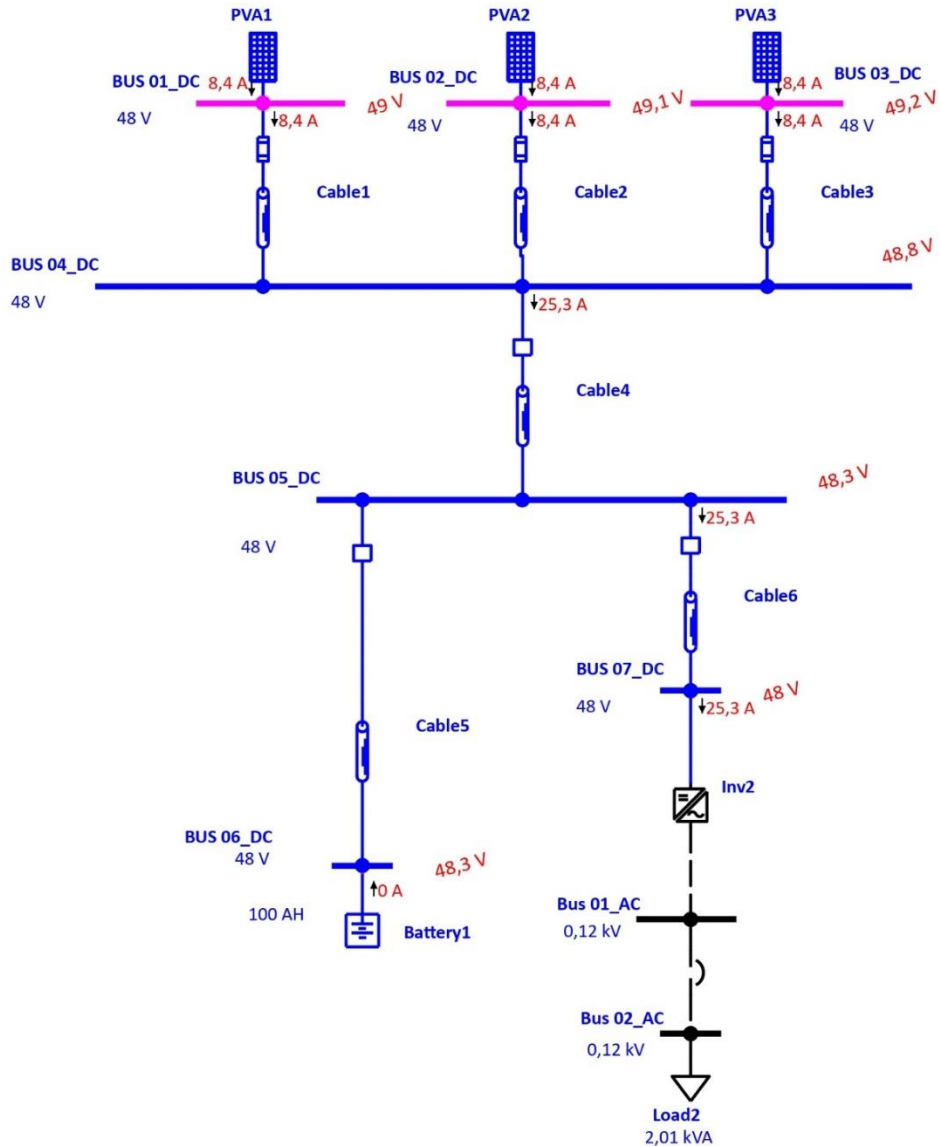 PVA1
PVA2
PVA3
BUS 01_DC
8,4 A
BUS 02_DC
8,4 A
8,4 A
BUS 03_DC
48 V
8,4 A
49 V
48 V
8,4 A
49,1 V
8,4 A
48 V
49,2 V
Cable1
Cable2
Cable3
BUS 04_DC
48,8 V
48 V
25,3 A
Cable4
BUS 05_DC
48,3 V
25,3 A
48 V
Cable6
BUS 07_DC
48 V
25,3 A
48 V
Cable5
Inv2
BUS 06_DC
48 V
48,3 V
0 A
100 AH
Battery1
Bus 01_AC
0,12 kV
Bus 02_AC
0,12 kV
Load2
2,01 kVA